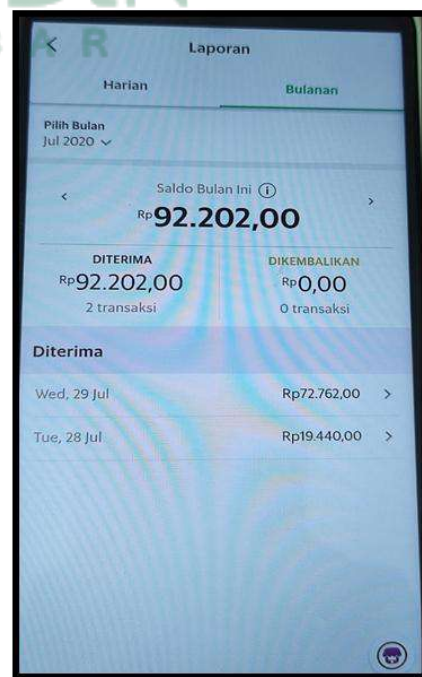 Laporan
Harian Bulanan
Pilih Bulan
Jul 2020
Saldo Bulan Ini
Rp92.202,00
DITERIMA DIKEMBALIKAN
Rp92.202,00 Rp0,00
2 transaksi 0 transaksi
Diterima
Wed, 29 Jul Rp72.762,00
Tue, 28 Jul Rp19.440,00